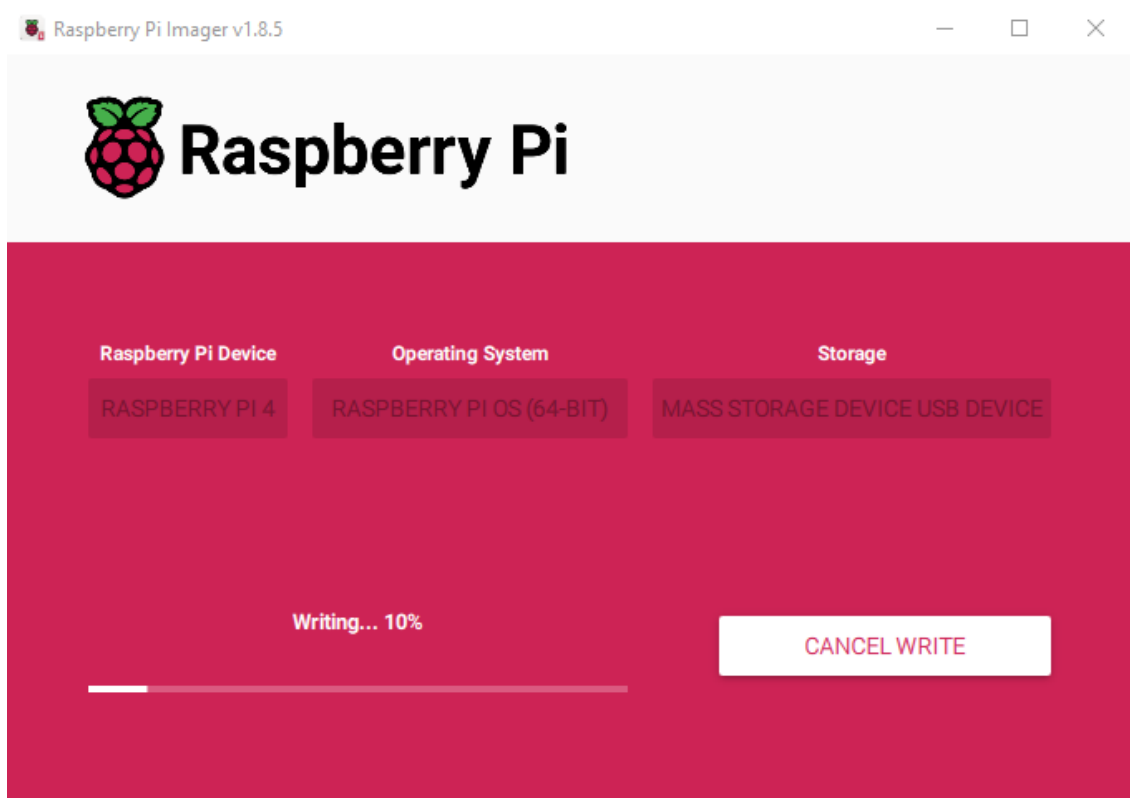 Raspberry Pi Imager v1.8.5
Raspberry Pi
Raspberry Pi Device Operating System Storage
RASPBERRY PI 4 RASPBERRY PI OS (64-BIT) MASS STORAGE DEVICE USB DEVICE
Writing... 10%
CANCEL WRITE